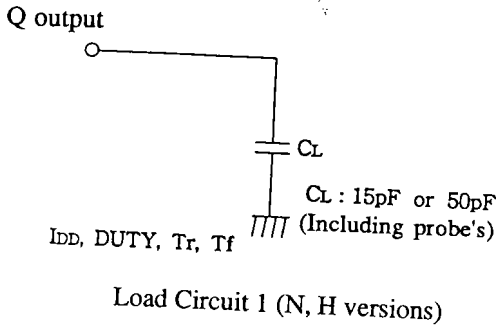 Q output
CL
CL : 15pF or 50pF
(Including probe's)
IDD, DUTY, Tr, Tf
Load Circuit 1 (N, H versions)